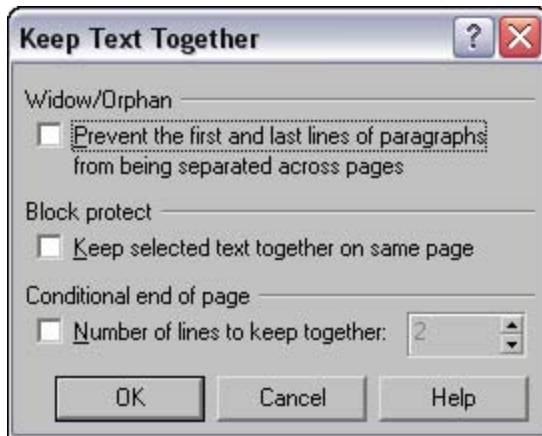 Keep Text Together
Widow/Orphan
Prevent the first and last lines of paragraphs
from being separated across pages
Block protect
Keep selected text together on same page
Conditional end of page
Number of lines to keep together: 2
OK Cancel Help